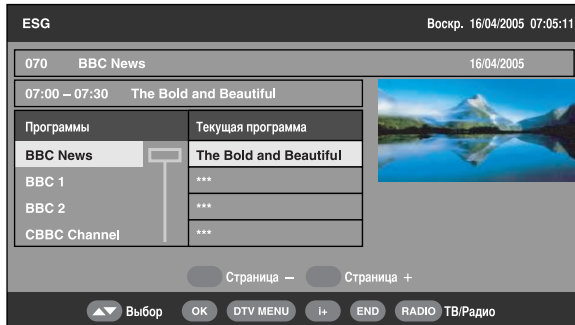 ESG Воскр. 16/04/2005 07:05:11
070 BBC News 16/04/2005
07:00 – 07:30 The Bold and Beautiful
Программы Текущая программа
BBC News The Bold and Beautiful
BBC 1 ***
BBC 2 ***
CBBC Channel ***
Страница – Страница +
Выбор OK DTV MENU i+ END RADIO ТВ/Радио